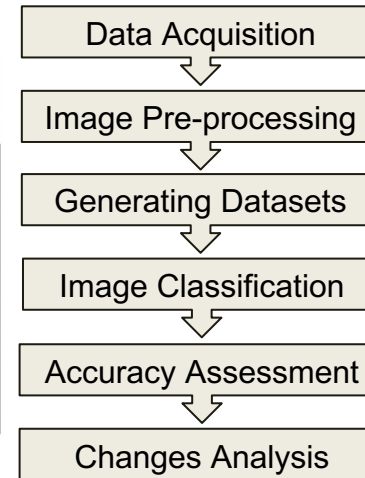 Data Acquisition
Image Pre-processing
Generating Datasets
Image Classification
Accuracy Assessment
Changes Analysis